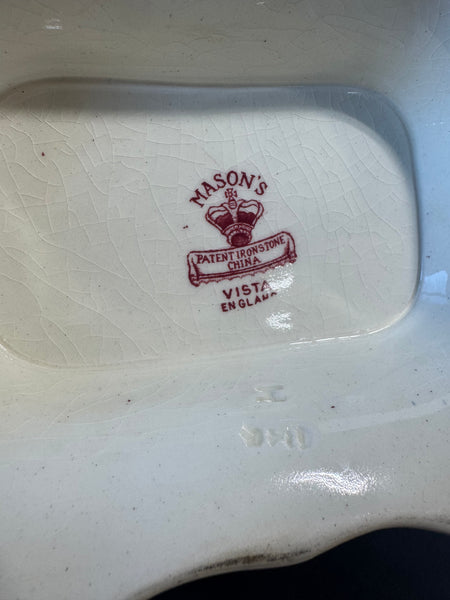 MASON'S
PATENT IRONSTONE
CHINA
VISTA
ENGLAND